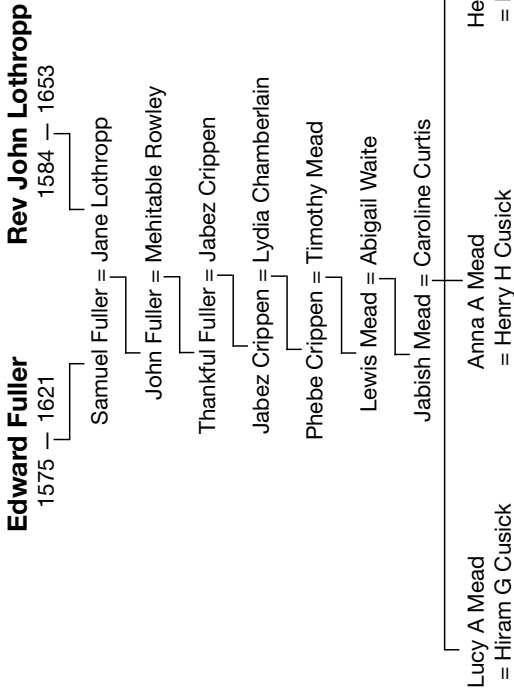 Edward Fuller
1575 – 1621
Rev John Lothropp
1584 – 1653
Samuel Fuller = Jane Lothropp
John Fuller = Mehitable Rowley
Thankful Fuller = Jabez Crippen
Jabez Crippen = Lydia Chamberlain
Phebe Crippen = Timothy Mead
Lewis Mead = Abigail Waite
Jabish Mead = Caroline Curtis
Lucy A Mead
= Hiram G Cusick
Anna A Mead
= Henry H Cusick
He
=